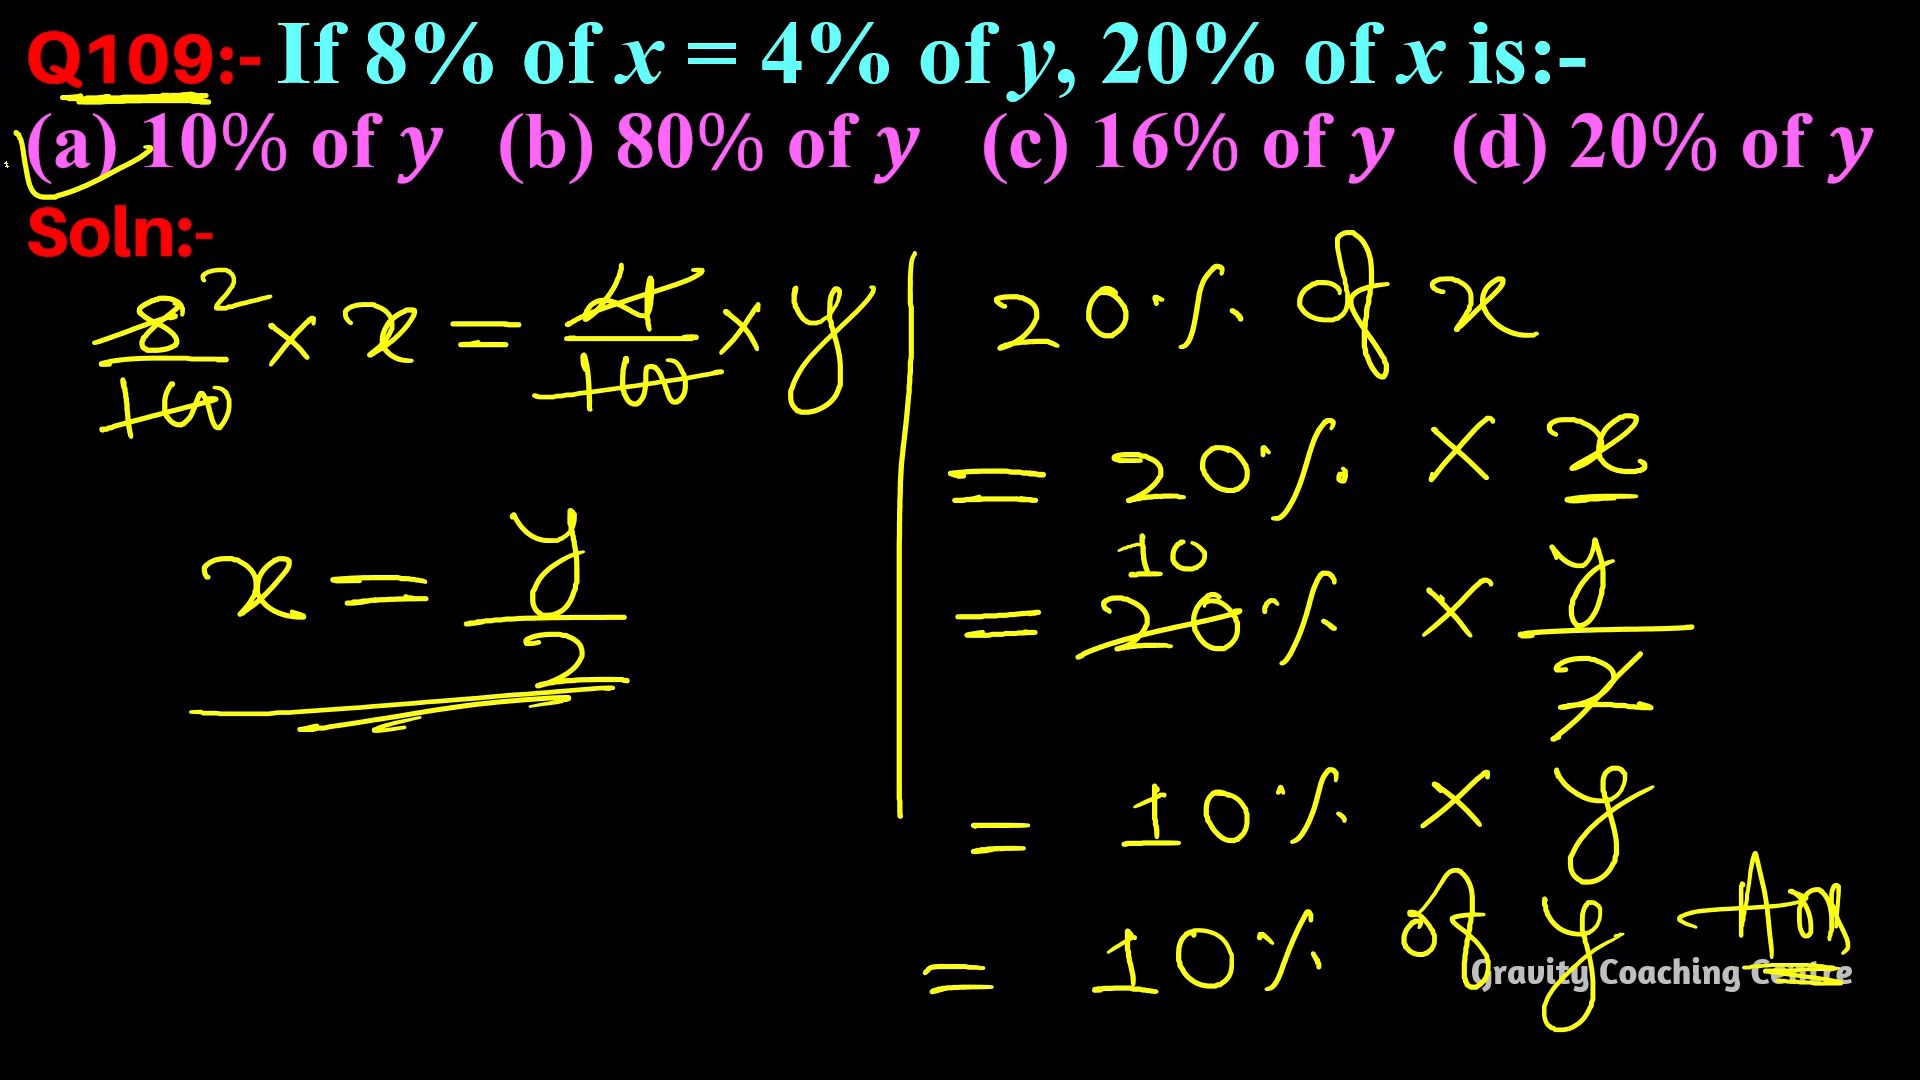 Q109:- If 8% of x = 4% of y, 20% of x is:-
(a) 10% of y (b) 80% of y (c) 16% of y (d) 20% of y
Soln:-
8/100 2 × x = 4/100 × y
x = y/2
20% of x
= 20% × x
10
= 20% × y/2
= 10% × y
= 10% of y Ans
Gravity Coaching Centre